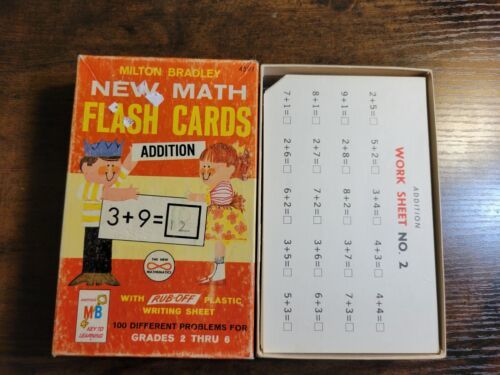 MILTON BRADLEY
NEW MATH
FLASH CARDS
ADDITION
3+9=12
THE NEW
MATHEMATICS
WITH RUB-OFF PLASTIC
WRITING SHEET
100 DIFFERENT PROBLEMS FOR
GRADES 2 THRU 6
ANOTHER
MB
KEY TO
LEARNING
ADDITION
WORK SHEET NO. 2
2+5=□ 5+2=□ 3+4=□ 4+3=□ 4+4=□
9+1=□ 2+8=□ 8+2=□ 3+7=□ 7+3=□
8+1=□ 2+7=□ 7+2=□ 3+6=□ 6+3=□
7+1=□ 2+6=□ 6+2=□ 3+5=□ 5+3=□